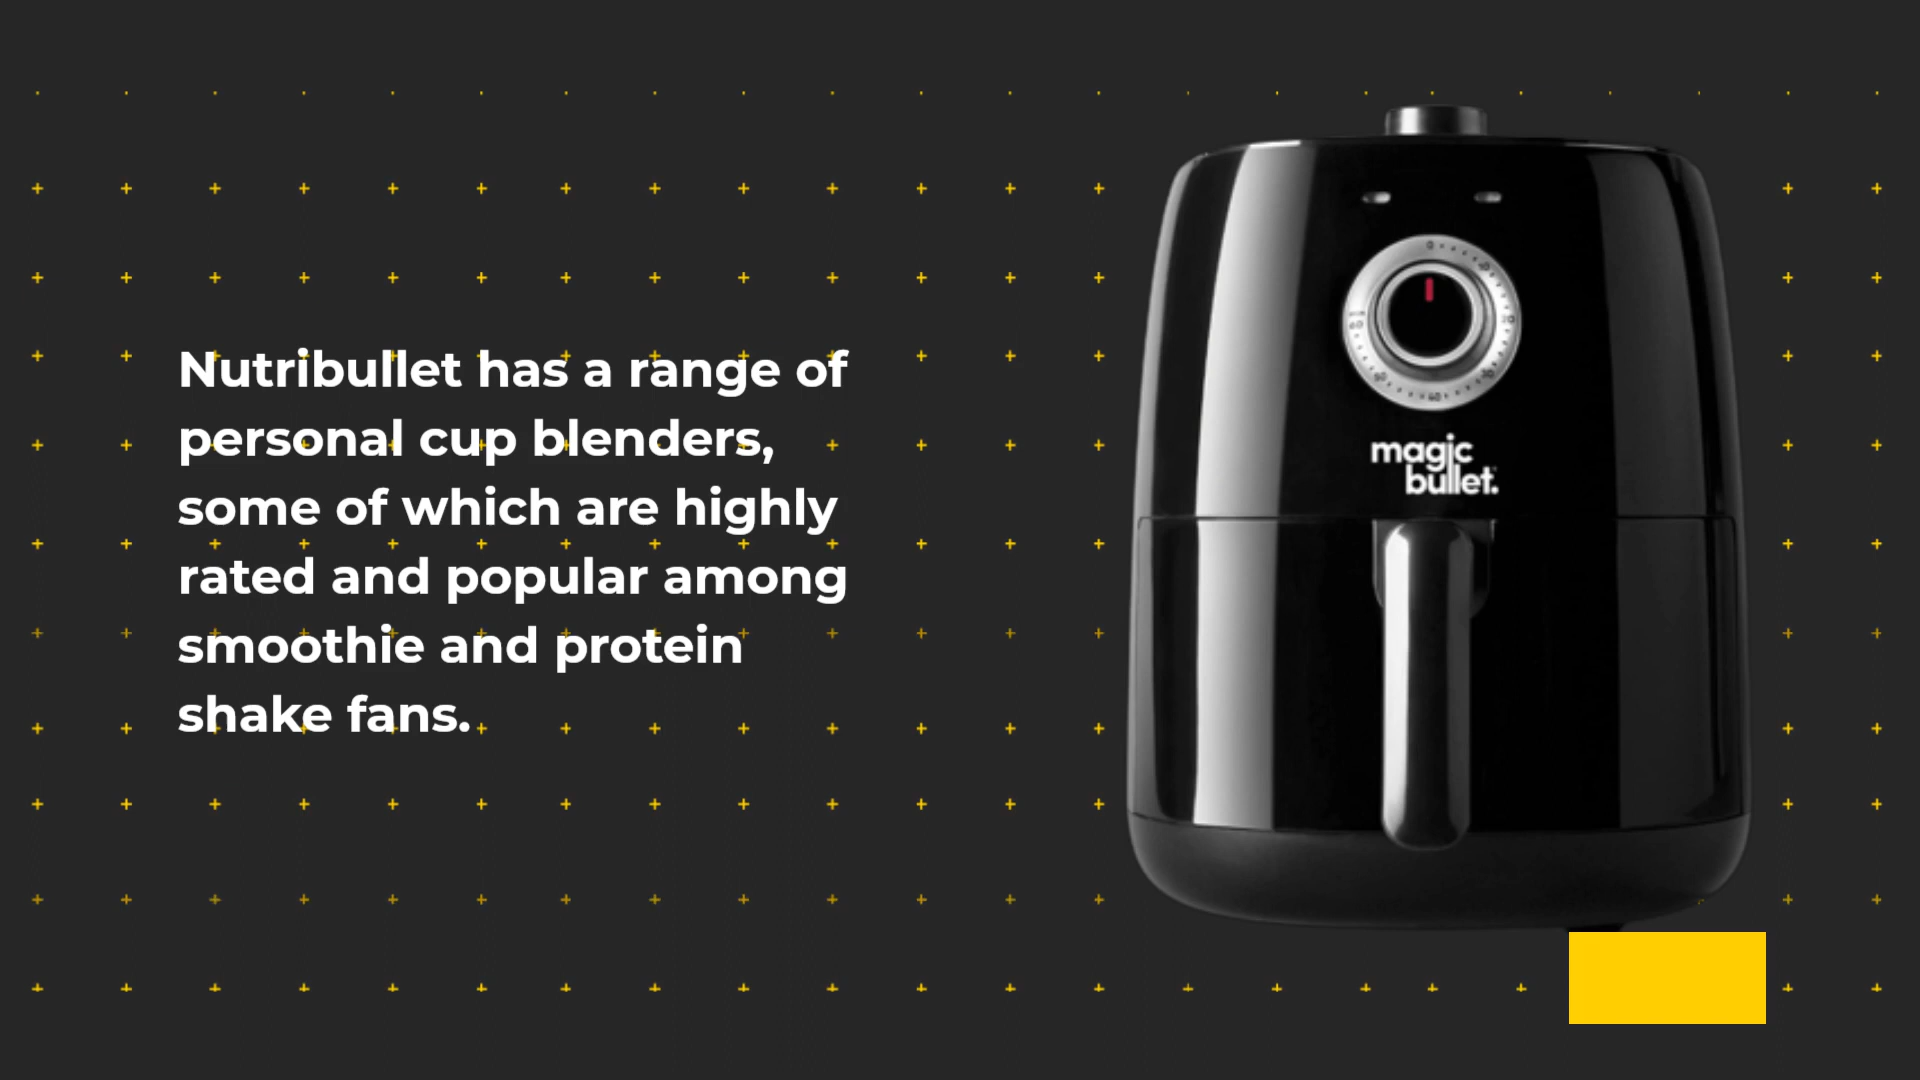 Nutribullet has a range of
personal cup blenders,
some of which are highly
rated and popular among
smoothie and protein
shake fans.
magic
bullet.